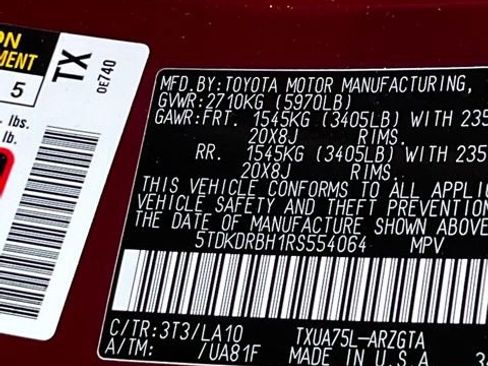 ON
MENT
5
. lbs.
lb.
TX
OE740
MFD.BY:TOYOTA MOTOR MANUFACTURING,
GVWR:2710KG (5970LB)
GAWR:FRT. 1545KG (3405LB) WITH 235
20X8J RIMS.
RR. 1545KG (3405LB) WITH 235
20X8J RIMS.
THIS VEHICLE CONFORMS TO ALL APPLIC
VEHICLE SAFETY AND THEFT PREVENTION
THE DATE OF MANUFACTURE SHOWN ABOVE
5TDKDRBH1RS554064 MPV
C/TR:3T3/LA10 TXUA75L-ARZGTA
A/TM: /UA81F MADE IN U.S.A.